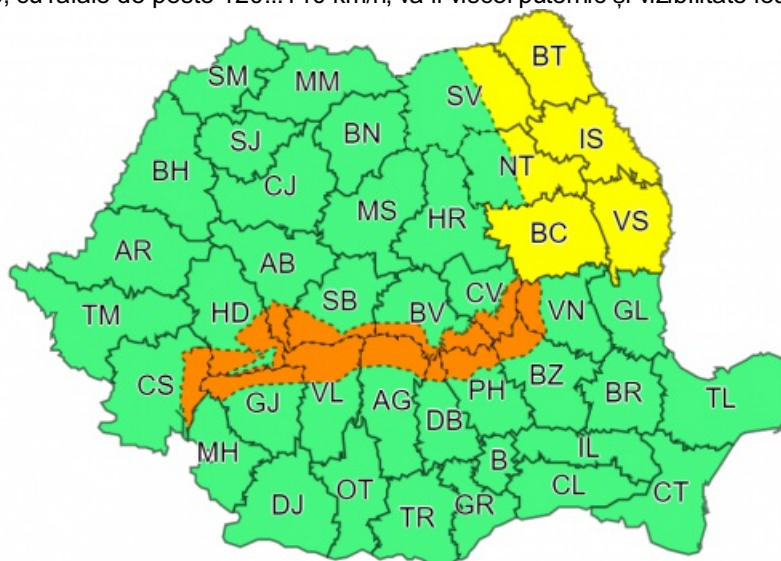 cu rafale de peste 120...140 km/h, va fi viscol puternic și vizibilitate
BT
SM
MM
SV
SJ
BN
IS
NT
BH
CJ
MS
HR
BC
VS
AR
AB
SB
BV
CV
TM
HD
VN
GL
CS
GJ
VL
AG
PH
BZ
BR
TL
DB
MH
B
IL
DJ
OT
TR
GR
CL
CT